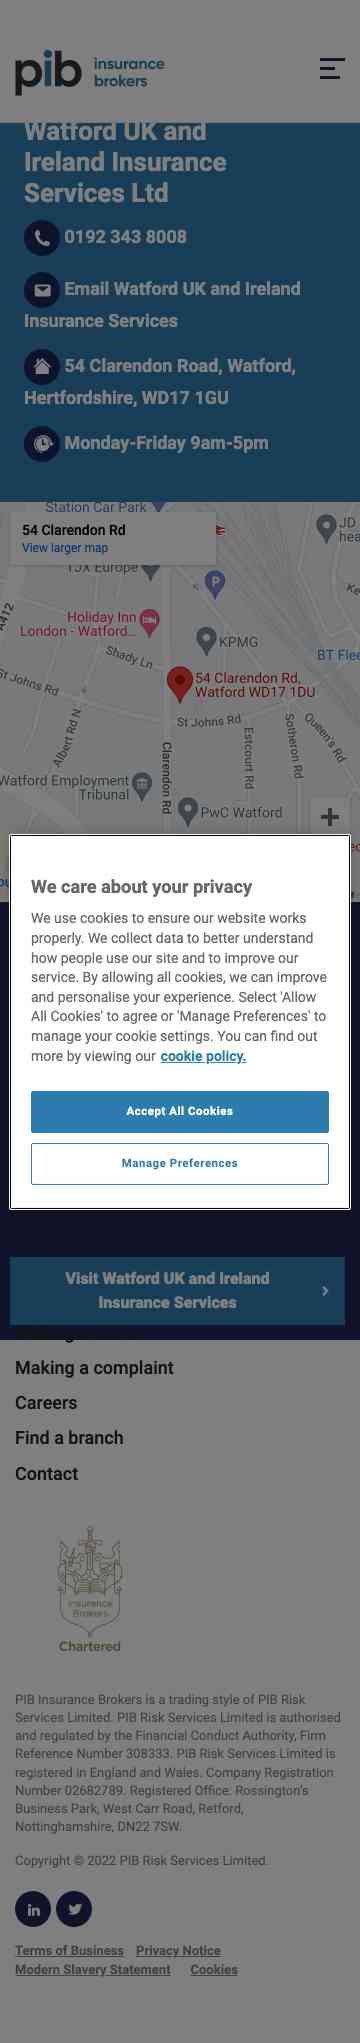 pib insurance
brokers
Watford UK and
Ireland Insurance
Services Ltd
0192 343 8008
Email Watford UK and Ireland
Insurance Services
54 Clarendon Road, Watford,
Hertfordshire, WD17 1GU
Monday-Friday 9am-5pm
Station Car Park
54 Clarendon Rd
View larger map
JD
hea
TJX Europe
P
A412
Holiday Inn
London - Watford...
Ke
KPMG
Shady Ln
BT Flee
St Johns Rd
54 Clarendon Rd,
Watford WD17 1DU
St Johns Rd
Albert Rd N
Clarendon Rd
Estcourt Rd
Sotheron Rd
Queen's Rd
Watford Employment
Tribunal
PwC Watford
We care about your privacy
We use cookies to ensure our website works
properly. We collect data to better understand
how people use our site and to improve our
service. By allowing all cookies, we can improve
and personalise your experience. Select 'Allow
All Cookies' to agree or 'Manage Preferences' to
manage your cookie settings. You can find out
more by viewing our cookie policy.
Accept All Cookies
Manage Preferences
Visit Watford UK and Ireland
Insurance Services
Making a complaint
Careers
Find a branch
Contact
Insurance
Brokers
Chartered
PIB Insurance Brokers is a trading style of PIB Risk
Services Limited. PIB Risk Services Limited is authorised
and regulated by the Financial Conduct Authority, Firm
Reference Number 308333. PIB Risk Services Limited is
registered in England and Wales. Company Registration
Number 02682789. Registered Office: Rossington's
Business Park, West Carr Road, Retford,
Nottinghamshire, DN22 7SW.
Copyright © 2022 PIB Risk Services Limited.
in
Terms of Business Privacy Notice
Modern Slavery Statement Cookies